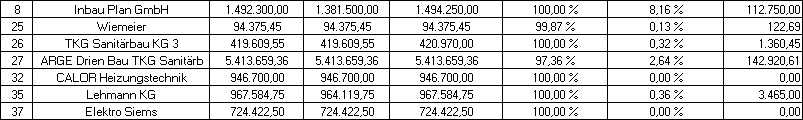 8 Inbau Plan GmbH 1.492.300,00 1.381.500,00 1.494.250,00 100,00 % 8,16 % 112.750,00
25 Wiemeier 94.375,45 94.375,45 94.375,45 99,87 % 0,13 % 122,69
26 TKG Sanitärbau KG 3 419.609,55 419.609,55 420.970,00 100,00 % 0,32 % 1.360,45
27 ARGE Drien Bau TKG Sanitärb 5.413.659,36 5.413.659,36 5.413.659,36 97,36 % 2,64 % 142.920,61
32 CALOR Heizungstechnik 946.700,00 946.700,00 946.700,00 100,00 % 0,00 % 0,00
35 Lehmann KG 967.584,75 964.119,75 967.584,75 100,00 % 0,36 % 3.465,00
37 Elektro Siems 724.422,50 724.422,50 724.422,50 100,00 % 0,00 % 0,00